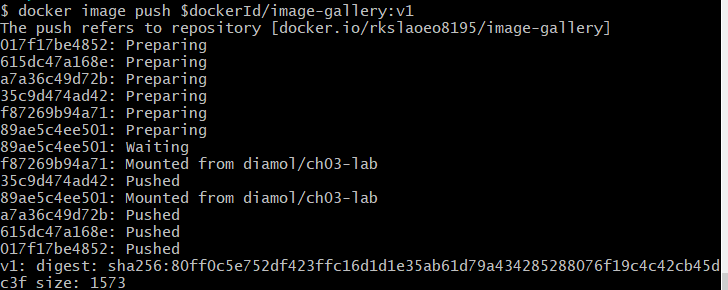 $ docker image push $dockerId/image-gallery:v1
The push refers to repository [docker.io/rkslaoeo8195/image-gallery]
017f17be4852: Preparing
615dc47a168e: Preparing
a7a36c49d72b: Preparing
35c9d474ad42: Preparing
f87269b94a71: Preparing
89ae5c4ee501: Preparing
89ae5c4ee501: Waiting
f87269b94a71: Mounted from diamol/ch03-lab
35c9d474ad42: Pushed
89ae5c4ee501: Mounted from diamol/ch03-lab
a7a36c49d72b: Pushed
615dc47a168e: Pushed
017f17be4852: Pushed
v1: digest: sha256:80ff0c5e752df423ffc16d1d1e35ab61d79a434285288076f19c4c42cb45d
c3f size: 1573